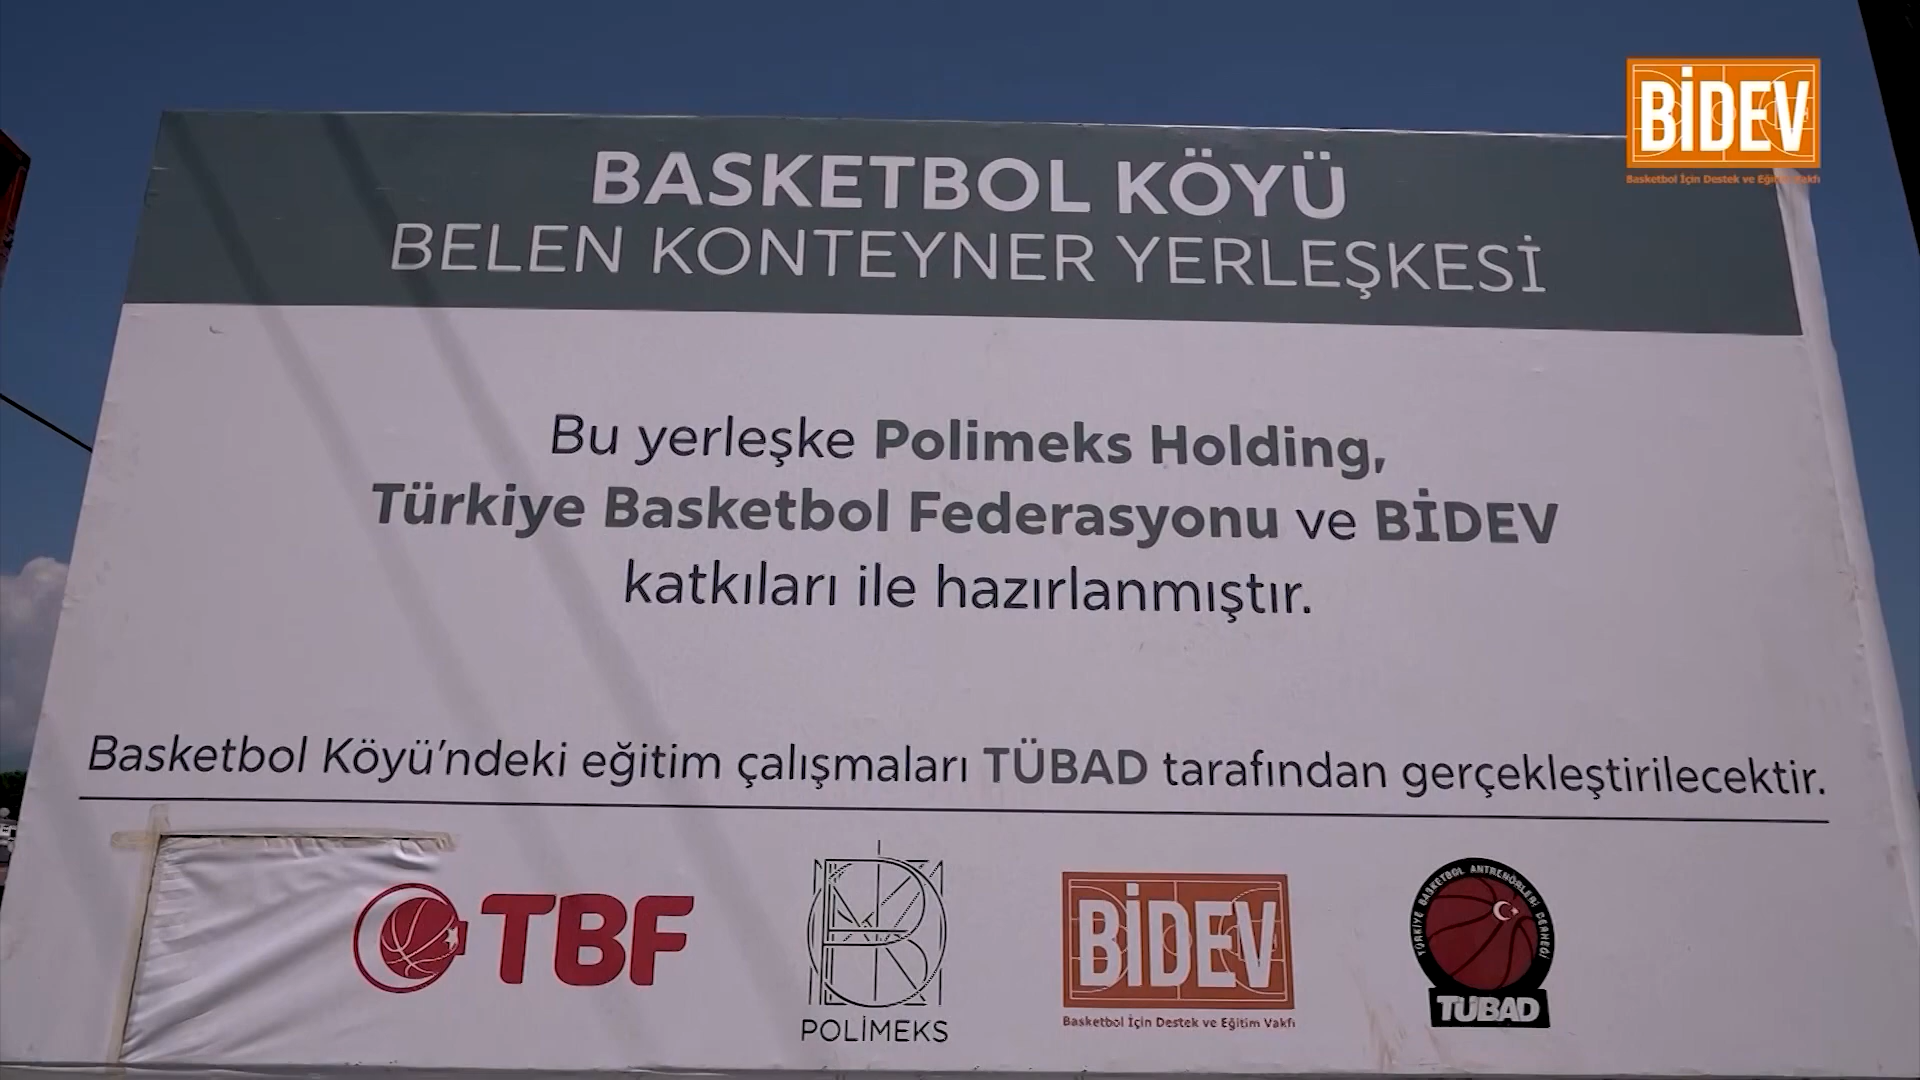 BİDEV
Basketbol İçin Destek ve Eğitim Vakfı
BASKETBOL KÖYÜ
BELEN KONTEYNER YERLEŞKESİ
Bu yerleşke Polimeks Holding,
Türkiye Basketbol Federasyonu ve BİDEV
katkıları ile hazırlanmıştır.
Basketbol Köyü'ndeki eğitim çalışmaları TÜBAD tarafından gerçekleştirilecektir.
TBF
POLİMEKS
BİDEV
Basketbol İçin Destek ve Eğitim Vakfı
TÜRKİYE BASKETBOL ANTRENÖRLERİ DERNEĞİ
TÜBAD